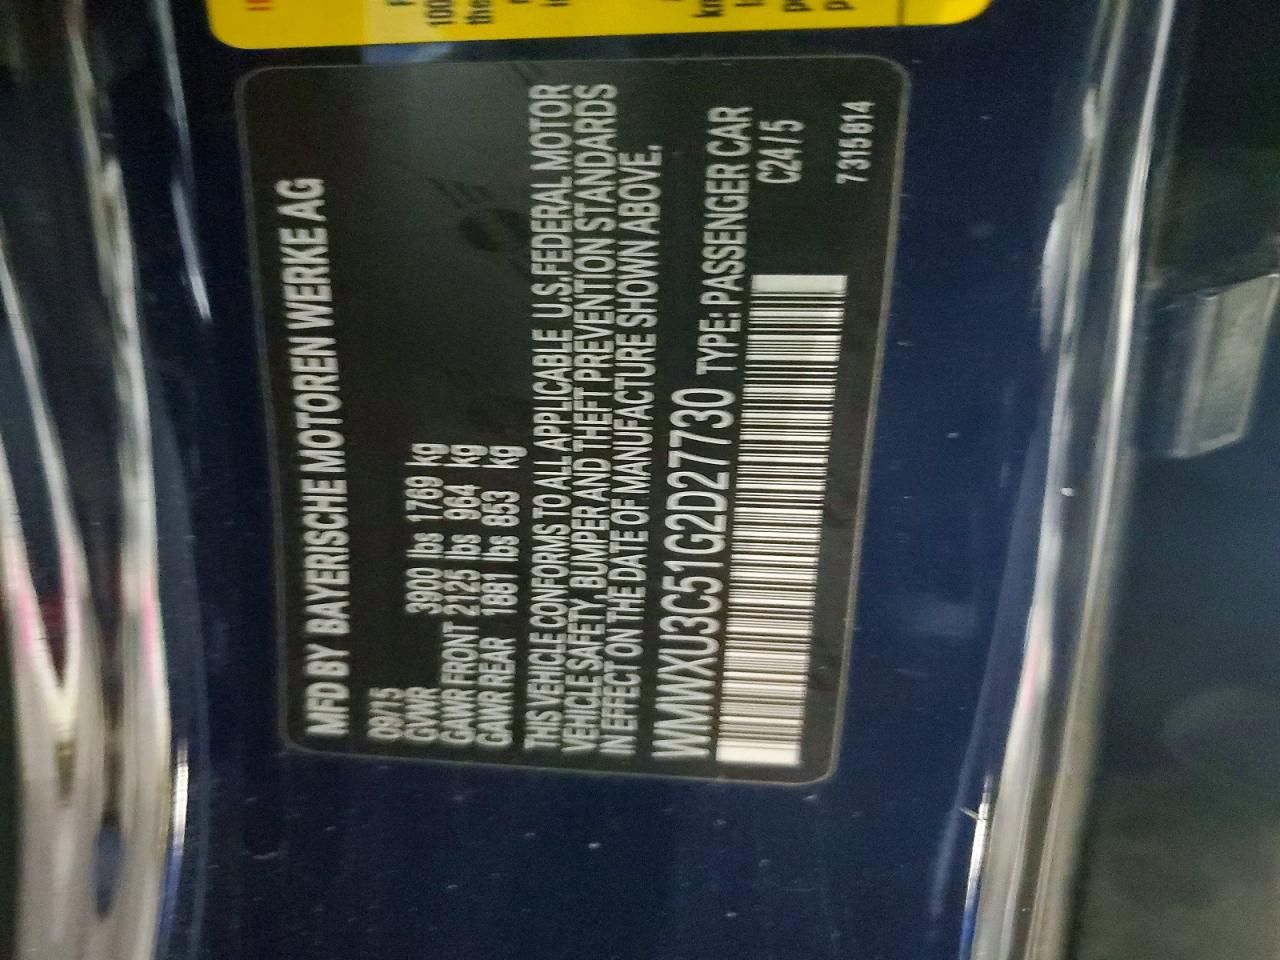 MFD BY BAYERISCHE MOTOREN WERKE AG
09/15
GVWR 3900 lbs 1769 kg
GAWR FRONT 2125 lbs 964 kg
GAWR REAR 1881 lbs 853 kg
THIS VEHICLE CONFORMS TO ALL APPLICABLE U.S.FEDERAL MOTOR
VEHICLE SAFETY, BUMPER AND THEFT PREVENTION STANDARDS
IN EFFECT ON THE DATE OF MANUFACTURE SHOWN ABOVE.
WMWXU3C51G2D27730 TYPE: PASSENGER CAR
C24/5
7315814